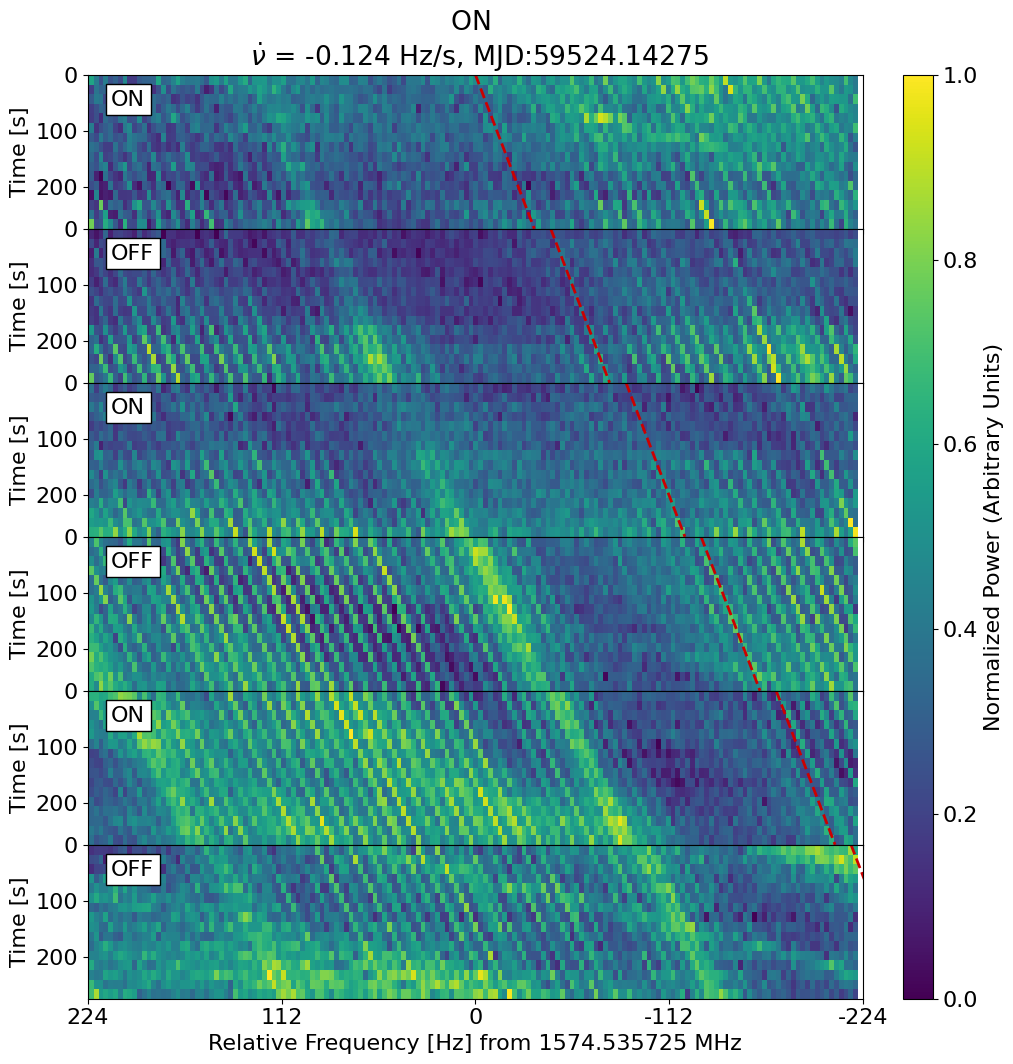 ON
ν̇ = -0.124 Hz/s, MJD:59524.14275
0
100
200
Time [s]
ON
0
100
200
Time [s]
OFF
0
100
200
Time [s]
ON
0
100
200
Time [s]
OFF
0
100
200
Time [s]
ON
0
100
200
Time [s]
OFF
224 112 0 -112 -224
Relative Frequency [Hz] from 1574.535725 MHz
1.0
0.8
0.6
0.4
0.2
0.0
Normalized Power (Arbitrary Units)